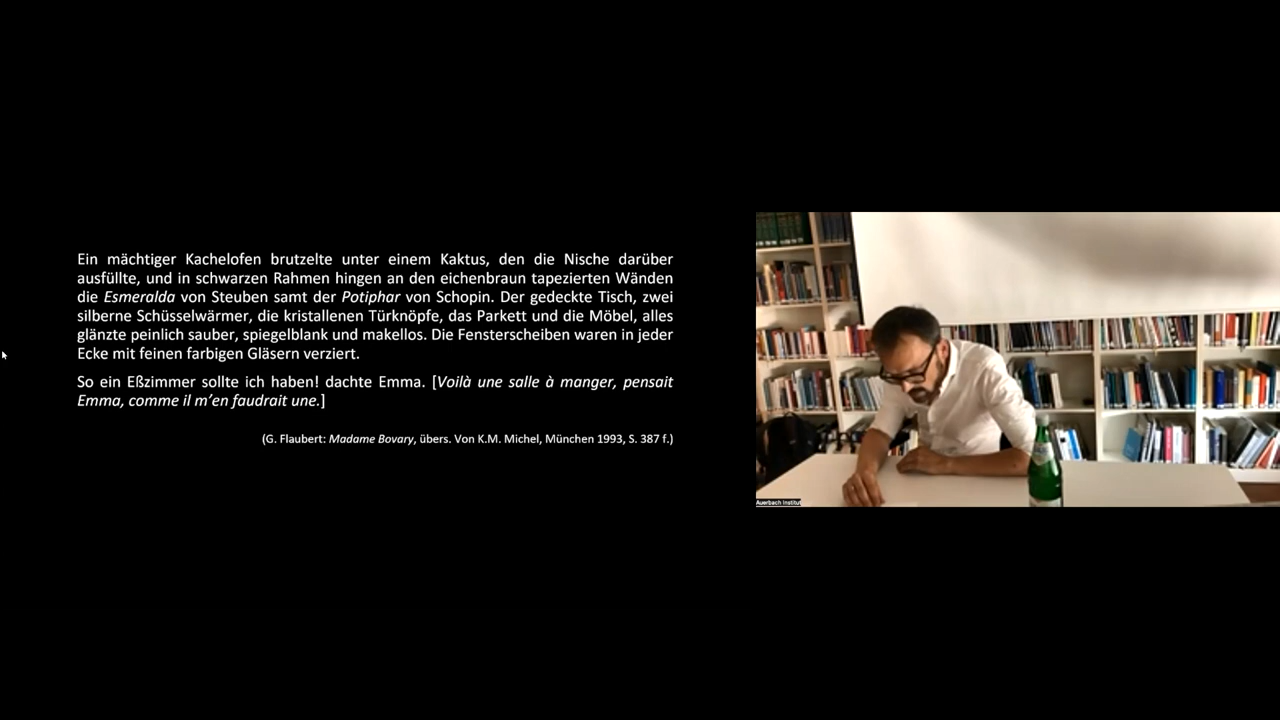 Ein mächtiger Kachelofen brutzelte unter einem Kaktus, den die Nische darüber
ausfüllte, und in schwarzen Rahmen hingen an den eichenbraun tapezierten Wänden
die Esmeralda von Steuben samt der Potiphar von Schopin. Der gedeckte Tisch, zwei
silberne Schüsselwärmer, die kristallenen Türknöpfe, das Parkett und die Möbel, alles
glänzte peinlich sauber, spiegelblank und makellos. Die Fensterscheiben waren in jeder
Ecke mit feinen farbigen Gläsern verziert.
So ein Eßzimmer sollte ich haben! dachte Emma. [Voilà une salle à manger, pensait
Emma, comme il m’en faudrait une.]
(G. Flaubert: Madame Bovary, übers. Von K.M. Michel, München 1993, S. 387 f.)
Auerbach Institut